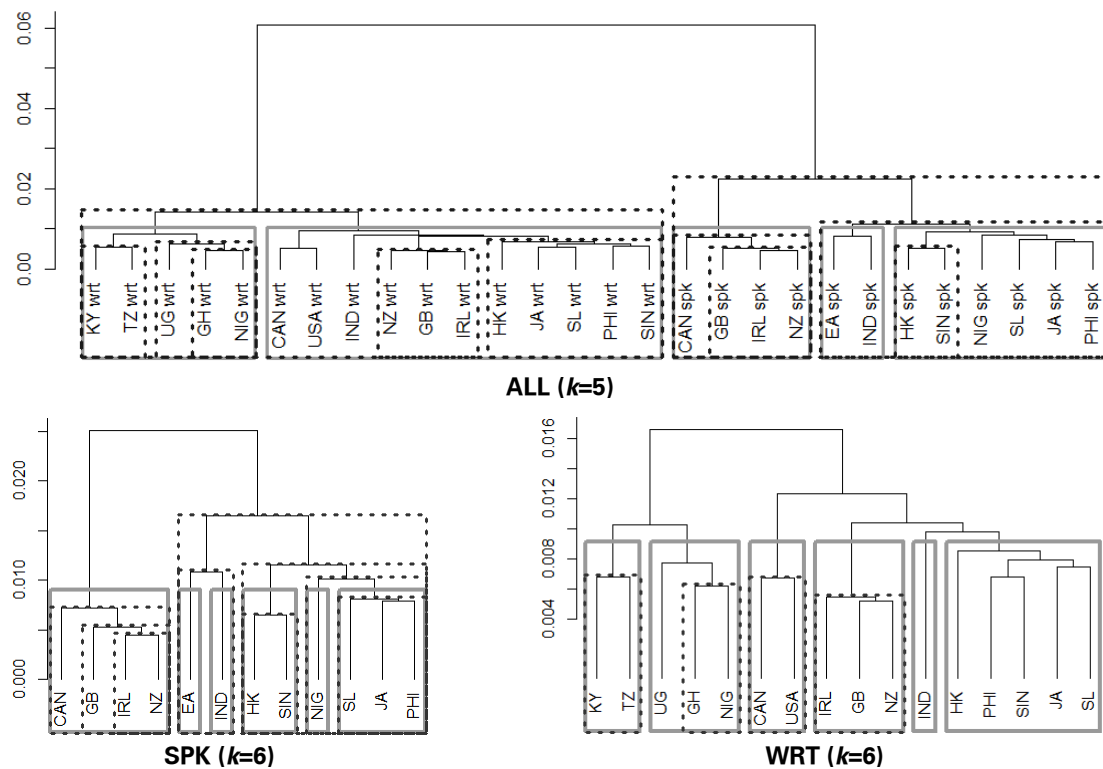 0.06
0.04
0.02
0.00
KY wrt
TZ wrt
UG wrt
GH wrt
NIG wrt
CAN wrt
USA wrt
IND wrt
NZ wrt
GB wrt
IRL wrt
HK wrt
JA wrt
SL wrt
PHI wrt
SIN wrt
CAN spk
GB spk
IRL spk
NZ spk
EA spk
IND spk
HK spk
SIN spk
NIG spk
SL spk
JA spk
PHI spk
ALL (k=5)
0.020
0.010
0.000
CAN
GB
IRL
NZ
EA
IND
HK
SIN
NIG
SL
JA
PHI
SPK (k=6)
0.016
0.012
0.008
0.004
KY
TZ
UG
GH
NIG
CAN
USA
IRL
GB
NZ
IND
HK
PHI
SIN
JA
SL
WRT (k=6)